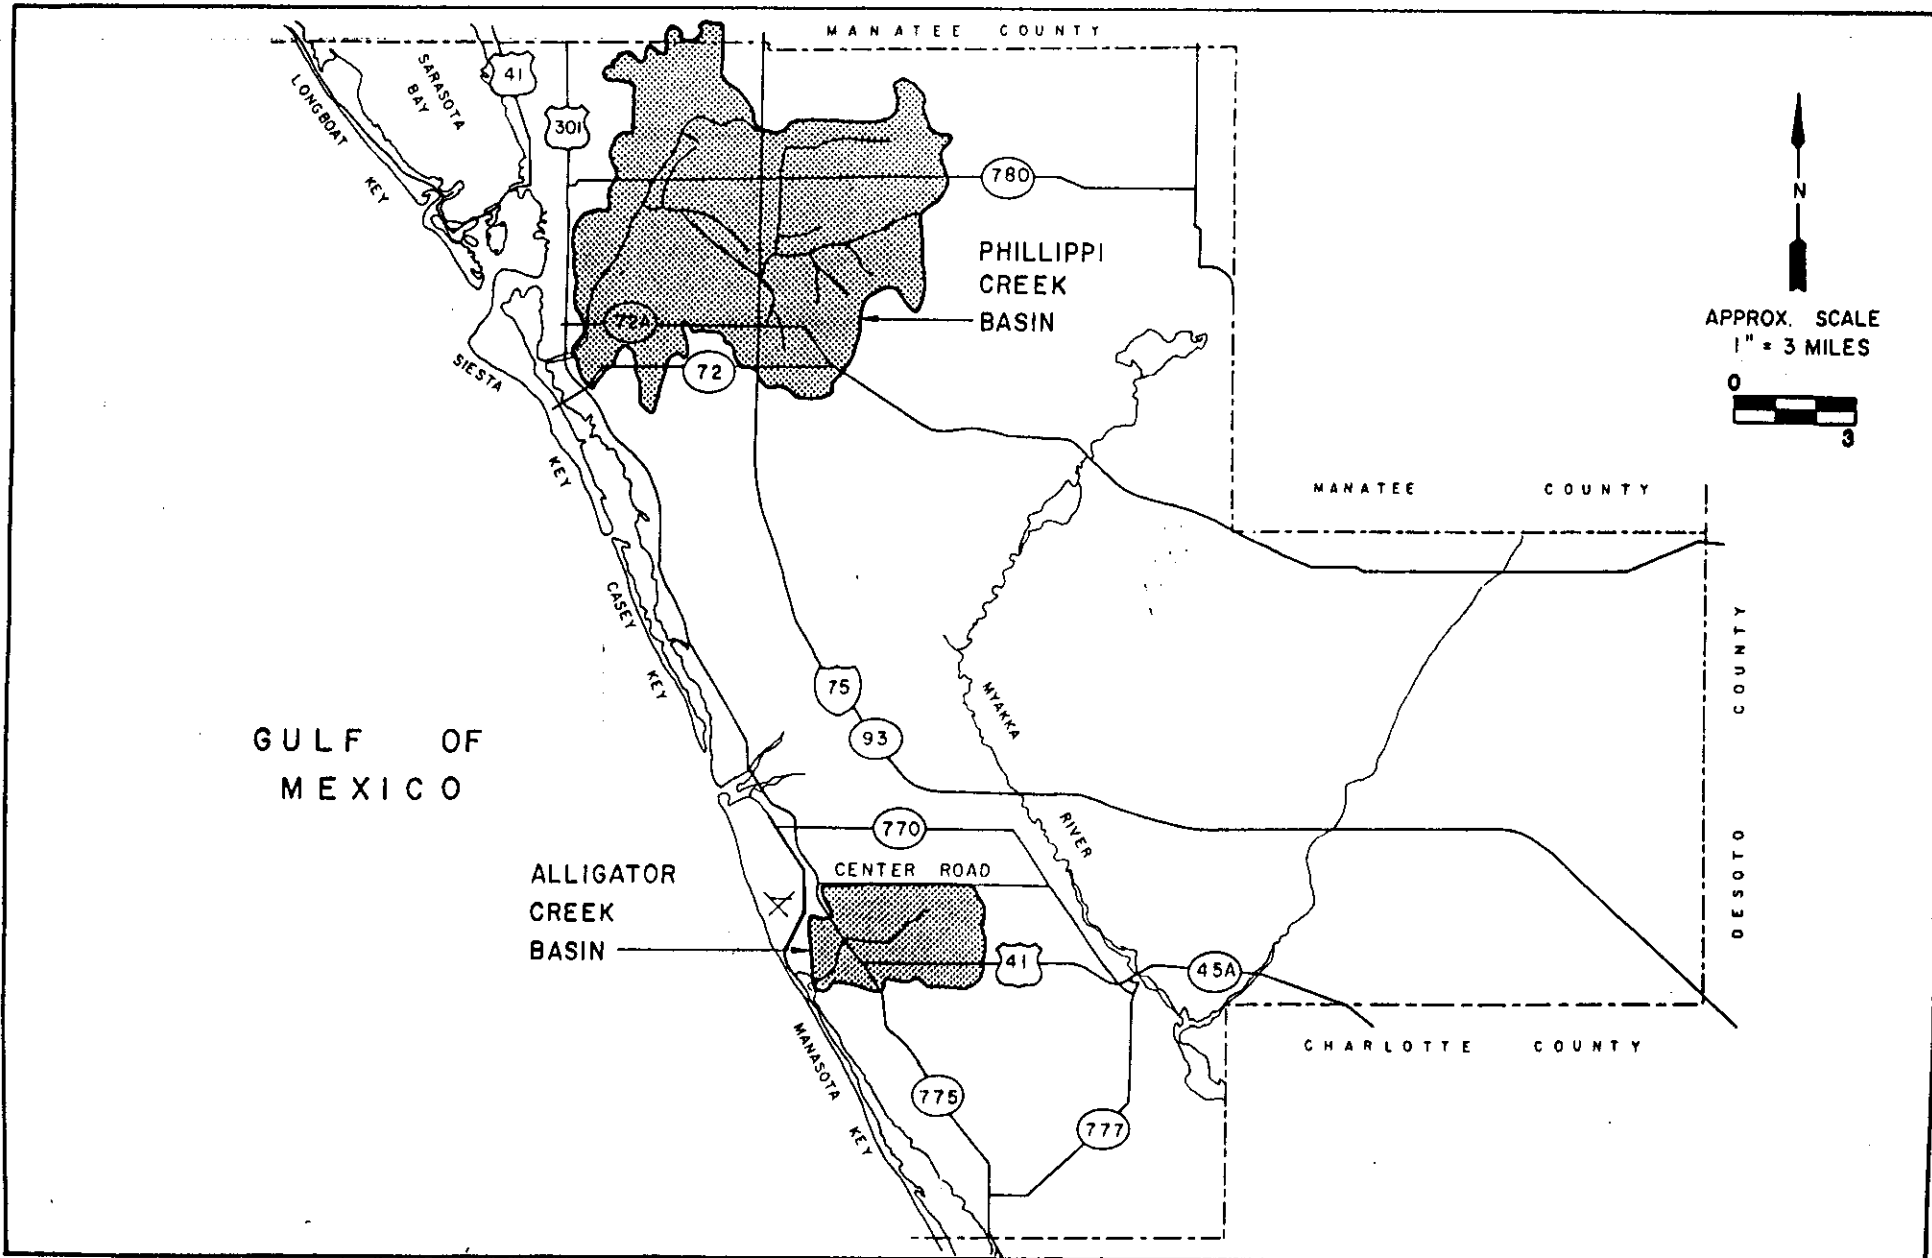 MANATEE COUNTY
SARASOTA
BAY
41
LONGBOAT
KEY
301
780
N
PHILLIPPI
CREEK
BASIN
APPROX. SCALE
1" = 3 MILES
0
3
72A
72
SIESTA
KEY
MANATEE COUNTY
CASEY
KEY
COUNTY
75
MYAKKA
93
GULF OF
MEXICO
770
RIVER
ALLIGATOR
CREEK
BASIN
CENTER ROAD
DESOTO
41
45A
MANASOTA
KEY
CHARLOTTE COUNTY
775
777